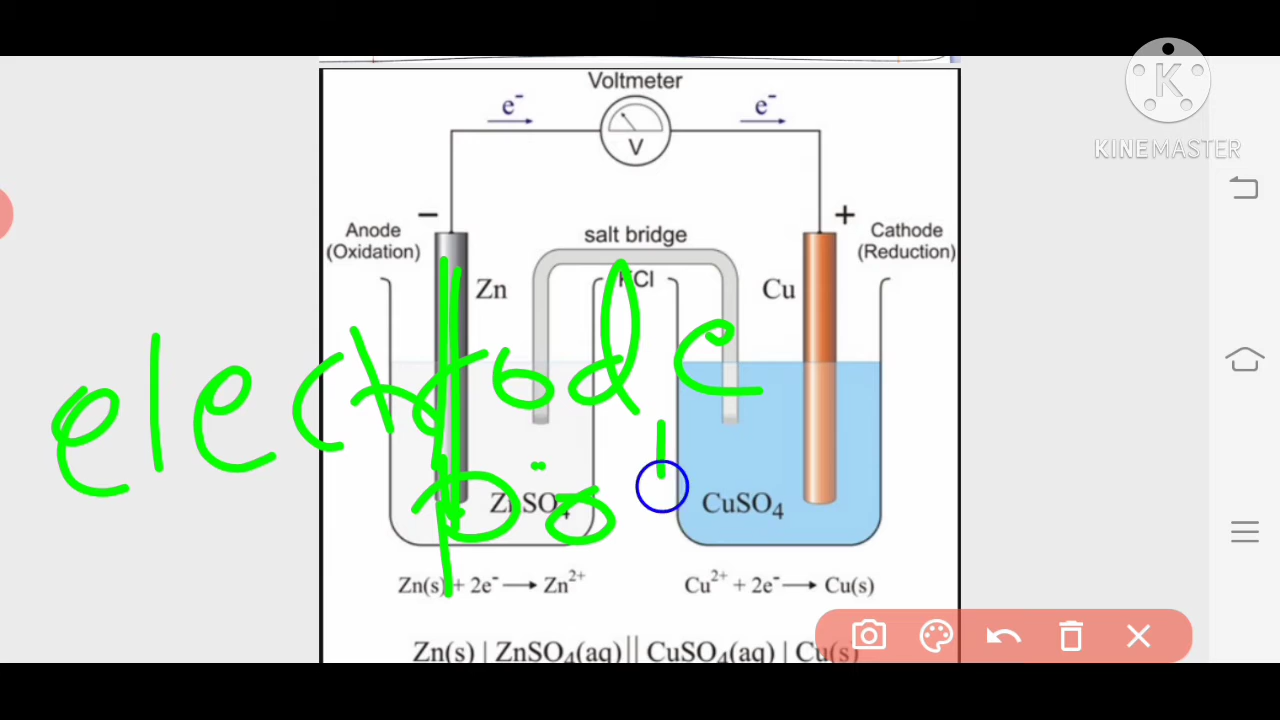 Voltmeter
e⁻ e⁻
V
KINEMASTER
K
− +
Anode
(Oxidation)
salt bridge
Cathode
(Reduction)
KCl
Zn Cu
electrode
ZnSO₄ CuSO₄
Zn(s) + 2e⁻ → Zn²⁺ Cu²⁺ + 2e⁻ → Cu(s)
Zn(s) | ZnSO₄(aq) || CuSO₄(aq) | Cu(s)